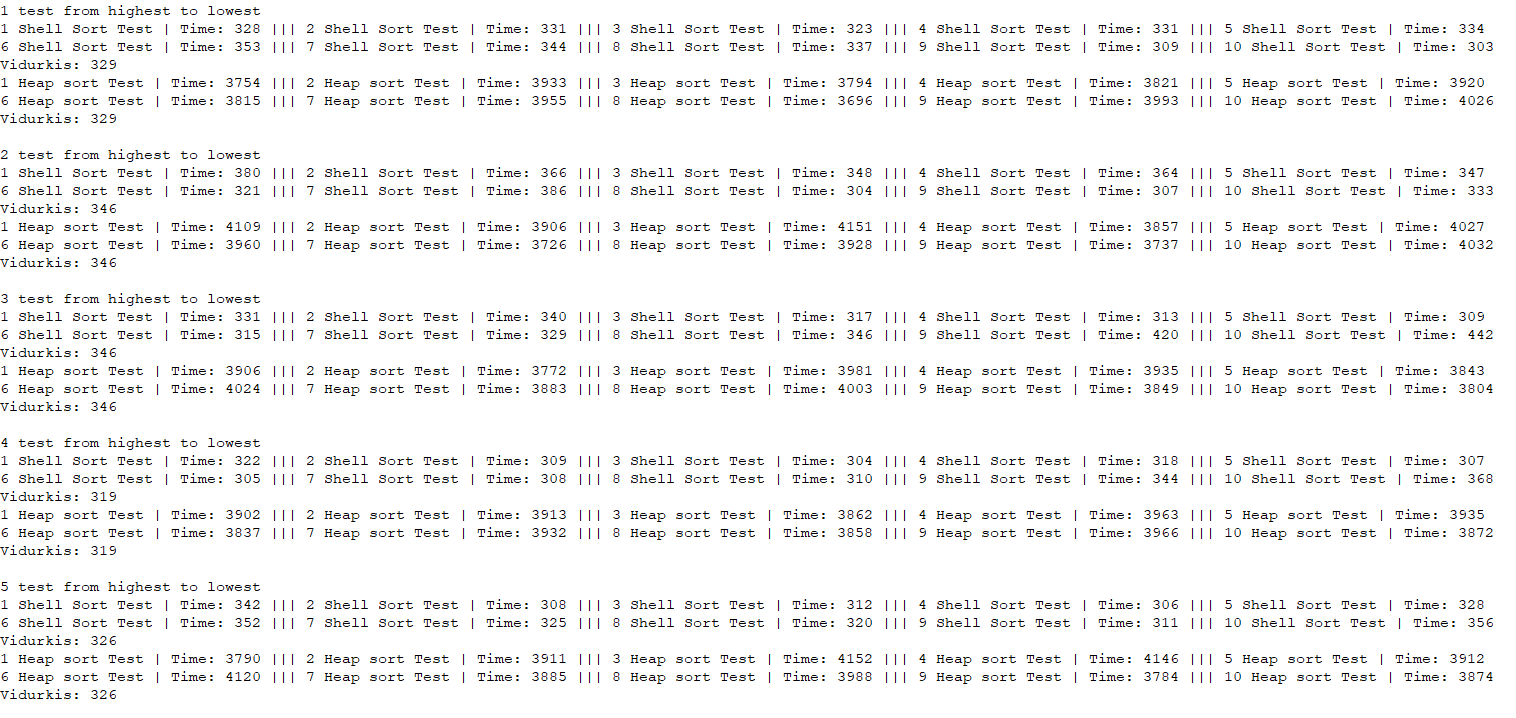 1 test from highest to lowest
1 Shell Sort Test | Time: 328 ||| 2 Shell Sort Test | Time: 331 ||| 3 Shell Sort Test | Time: 323 ||| 4 Shell Sort Test | Time: 331 ||| 5 Shell Sort Test | Time: 334
6 Shell Sort Test | Time: 353 ||| 7 Shell Sort Test | Time: 344 ||| 8 Shell Sort Test | Time: 337 ||| 9 Shell Sort Test | Time: 309 ||| 10 Shell Sort Test | Time: 303
Vidurkis: 329
1 Heap sort Test | Time: 3754 ||| 2 Heap sort Test | Time: 3933 ||| 3 Heap sort Test | Time: 3794 ||| 4 Heap sort Test | Time: 3821 ||| 5 Heap sort Test | Time: 3920
6 Heap sort Test | Time: 3815 ||| 7 Heap sort Test | Time: 3955 ||| 8 Heap sort Test | Time: 3696 ||| 9 Heap sort Test | Time: 3993 ||| 10 Heap sort Test | Time: 4026
Vidurkis: 329
2 test from highest to lowest
1 Shell Sort Test | Time: 380 ||| 2 Shell Sort Test | Time: 366 ||| 3 Shell Sort Test | Time: 348 ||| 4 Shell Sort Test | Time: 364 ||| 5 Shell Sort Test | Time: 347
6 Shell Sort Test | Time: 321 ||| 7 Shell Sort Test | Time: 386 ||| 8 Shell Sort Test | Time: 304 ||| 9 Shell Sort Test | Time: 307 ||| 10 Shell Sort Test | Time: 333
Vidurkis: 346
1 Heap sort Test | Time: 4109 ||| 2 Heap sort Test | Time: 3906 ||| 3 Heap sort Test | Time: 4151 ||| 4 Heap sort Test | Time: 3857 ||| 5 Heap sort Test | Time: 4027
6 Heap sort Test | Time: 3960 ||| 7 Heap sort Test | Time: 3726 ||| 8 Heap sort Test | Time: 3928 ||| 9 Heap sort Test | Time: 3737 ||| 10 Heap sort Test | Time: 4032
Vidurkis: 346
3 test from highest to lowest
1 Shell Sort Test | Time: 331 ||| 2 Shell Sort Test | Time: 340 ||| 3 Shell Sort Test | Time: 317 ||| 4 Shell Sort Test | Time: 313 ||| 5 Shell Sort Test | Time: 309
6 Shell Sort Test | Time: 315 ||| 7 Shell Sort Test | Time: 329 ||| 8 Shell Sort Test | Time: 346 ||| 9 Shell Sort Test | Time: 420 ||| 10 Shell Sort Test | Time: 442
Vidurkis: 346
1 Heap sort Test | Time: 3906 ||| 2 Heap sort Test | Time: 3772 ||| 3 Heap sort Test | Time: 3981 ||| 4 Heap sort Test | Time: 3935 ||| 5 Heap sort Test | Time: 3843
6 Heap sort Test | Time: 4024 ||| 7 Heap sort Test | Time: 3883 ||| 8 Heap sort Test | Time: 4003 ||| 9 Heap sort Test | Time: 3849 ||| 10 Heap sort Test | Time: 3804
Vidurkis: 346
4 test from highest to lowest
1 Shell Sort Test | Time: 322 ||| 2 Shell Sort Test | Time: 309 ||| 3 Shell Sort Test | Time: 304 ||| 4 Shell Sort Test | Time: 318 ||| 5 Shell Sort Test | Time: 307
6 Shell Sort Test | Time: 305 ||| 7 Shell Sort Test | Time: 308 ||| 8 Shell Sort Test | Time: 310 ||| 9 Shell Sort Test | Time: 344 ||| 10 Shell Sort Test | Time: 368
Vidurkis: 319
1 Heap sort Test | Time: 3902 ||| 2 Heap sort Test | Time: 3913 ||| 3 Heap sort Test | Time: 3862 ||| 4 Heap sort Test | Time: 3963 ||| 5 Heap sort Test | Time: 3935
6 Heap sort Test | Time: 3837 ||| 7 Heap sort Test | Time: 3932 ||| 8 Heap sort Test | Time: 3858 ||| 9 Heap sort Test | Time: 3966 ||| 10 Heap sort Test | Time: 3872
Vidurkis: 319
5 test from highest to lowest
1 Shell Sort Test | Time: 342 ||| 2 Shell Sort Test | Time: 308 ||| 3 Shell Sort Test | Time: 312 ||| 4 Shell Sort Test | Time: 306 ||| 5 Shell Sort Test | Time: 328
6 Shell Sort Test | Time: 352 ||| 7 Shell Sort Test | Time: 325 ||| 8 Shell Sort Test | Time: 320 ||| 9 Shell Sort Test | Time: 311 ||| 10 Shell Sort Test | Time: 356
Vidurkis: 326
1 Heap sort Test | Time: 3790 ||| 2 Heap sort Test | Time: 3911 ||| 3 Heap sort Test | Time: 4152 ||| 4 Heap sort Test | Time: 4146 ||| 5 Heap sort Test | Time: 3912
6 Heap sort Test | Time: 4120 ||| 7 Heap sort Test | Time: 3885 ||| 8 Heap sort Test | Time: 3988 ||| 9 Heap sort Test | Time: 3784 ||| 10 Heap sort Test | Time: 3874
Vidurkis: 326